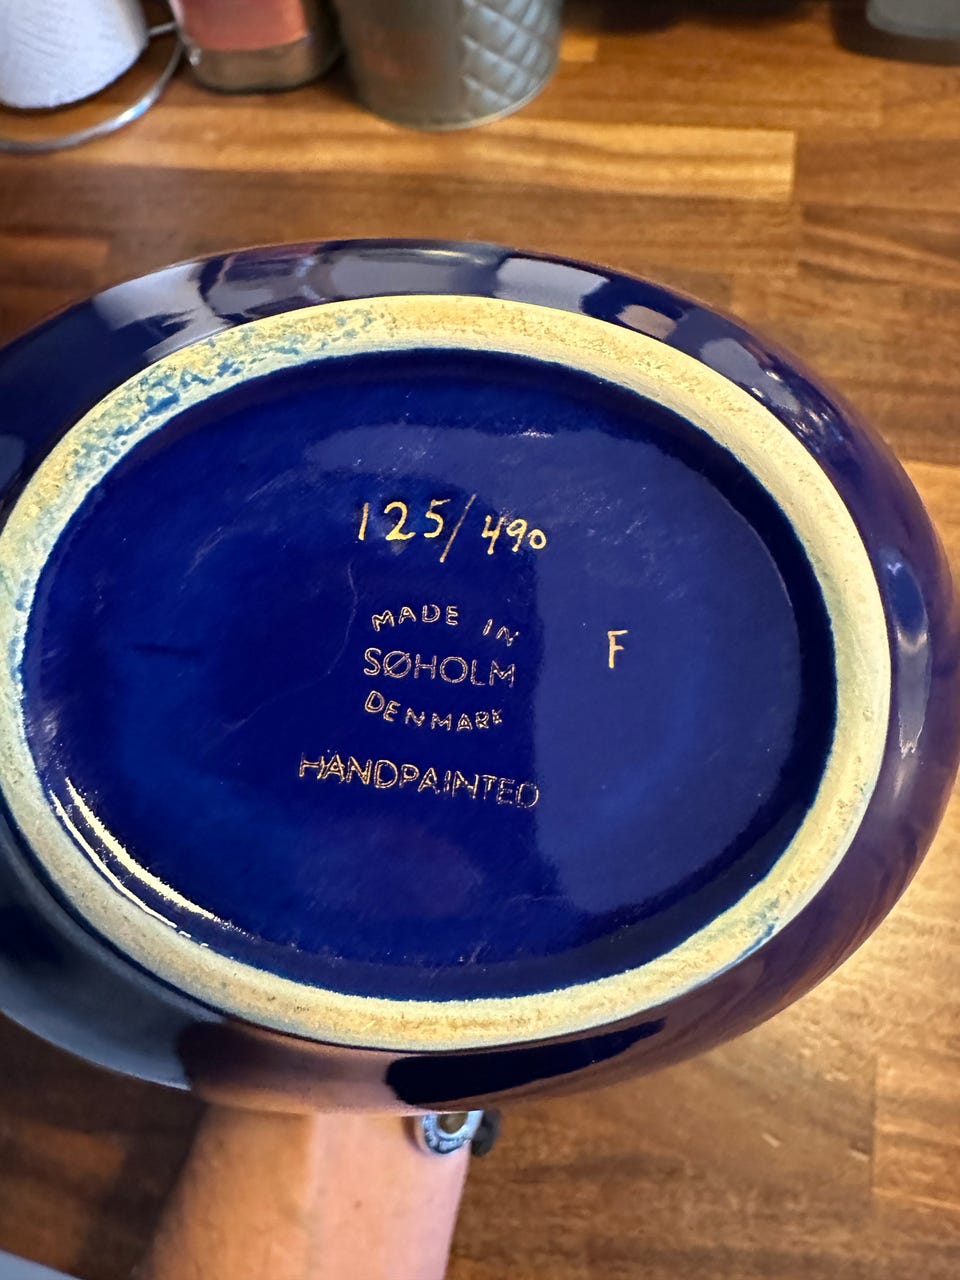 125/490
MADE IN
SØHOLM
DENMARK
F
HANDPAINTED